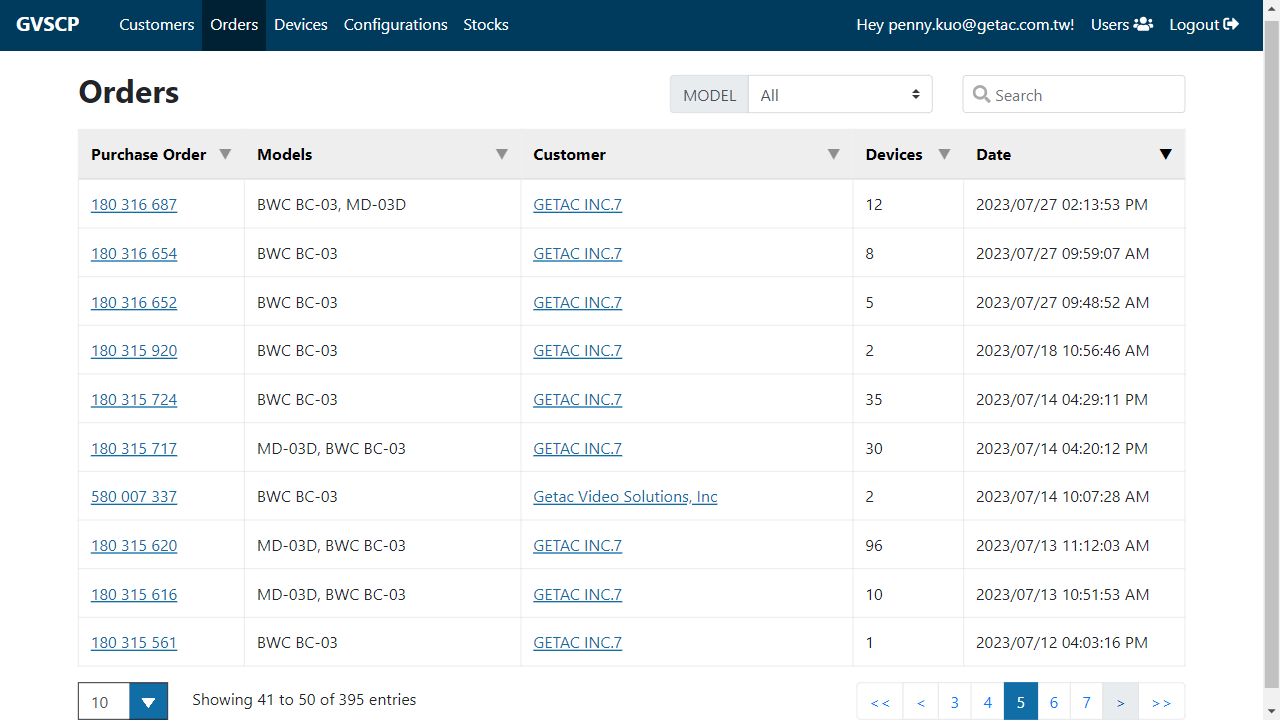 GVSCP Customers Orders Devices Configurations Stocks Hey penny.kuo@getac.com.tw! Users Logout
Orders MODEL All Search
Purchase Order Models Customer Devices Date
180 316 687 BWC BC-03, MD-03D GETAC INC.7 12 2023/07/27 02:13:53 PM
180 316 654 BWC BC-03 GETAC INC.7 8 2023/07/27 09:59:07 AM
180 316 652 BWC BC-03 GETAC INC.7 5 2023/07/27 09:48:52 AM
180 315 920 BWC BC-03 GETAC INC.7 2 2023/07/18 10:56:46 AM
180 315 724 BWC BC-03 GETAC INC.7 35 2023/07/14 04:29:11 PM
180 315 717 MD-03D, BWC BC-03 GETAC INC.7 30 2023/07/14 04:20:12 PM
580 007 337 BWC BC-03 Getac Video Solutions, Inc 2 2023/07/14 10:07:28 AM
180 315 620 MD-03D, BWC BC-03 GETAC INC.7 96 2023/07/13 11:12:03 AM
180 315 616 MD-03D, BWC BC-03 GETAC INC.7 10 2023/07/13 10:51:53 AM
180 315 561 BWC BC-03 GETAC INC.7 1 2023/07/12 04:03:16 PM
10 Showing 41 to 50 of 395 entries << < 3 4 5 6 7 > >>